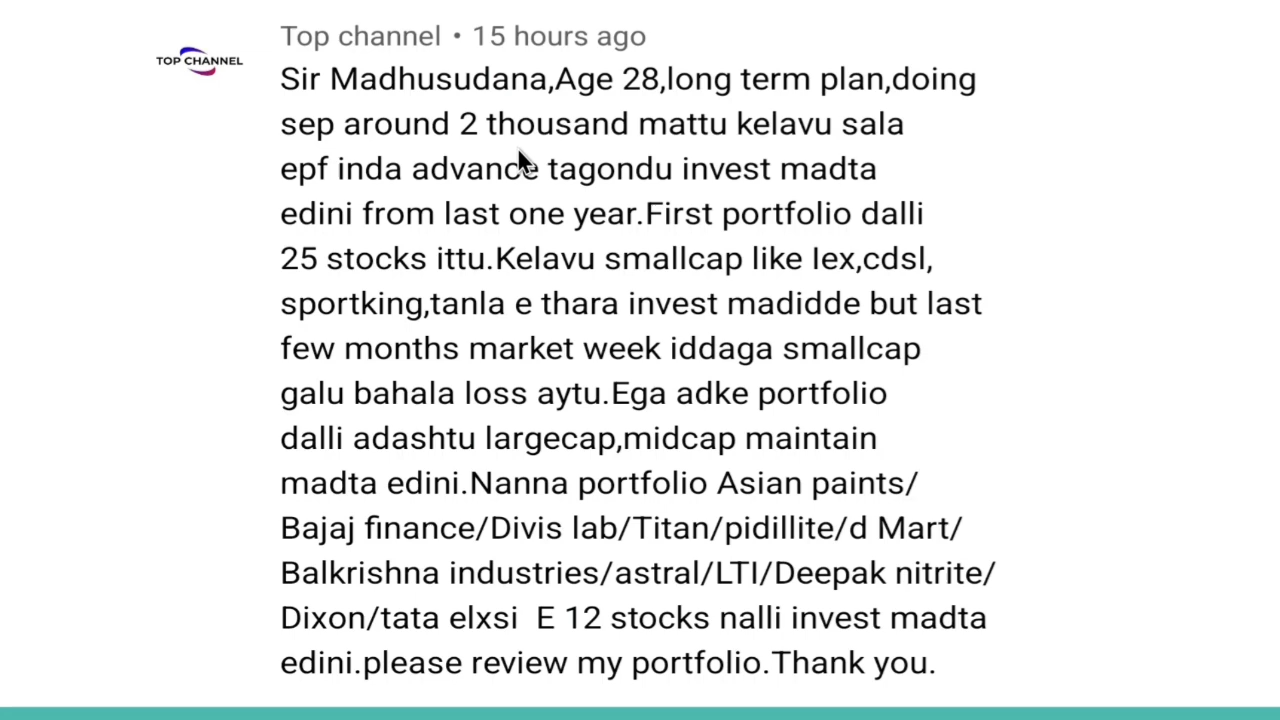 Top channel • 15 hours ago
TOP CHANNEL
Sir Madhusudana,Age 28,long term plan,doing
sep around 2 thousand mattu kelavu sala
epf inda advance tagondu invest madta
edini from last one year.First portfolio dalli
25 stocks ittu.Kelavu smallcap like Iex,cdsl,
sportking,tanla e thara invest madidde but last
few months market week iddaga smallcap
galu bahala loss aytu.Ega adke portfolio
dalli adashtu largecap,midcap maintain
madta edini.Nanna portfolio Asian paints/
Bajaj finance/Divis lab/Titan/pidillite/d Mart/
Balkrishna industries/astral/LTI/Deepak nitrite/
Dixon/tata elxsi  E 12 stocks nalli invest madta
edini.please review my portfolio.Thank you.